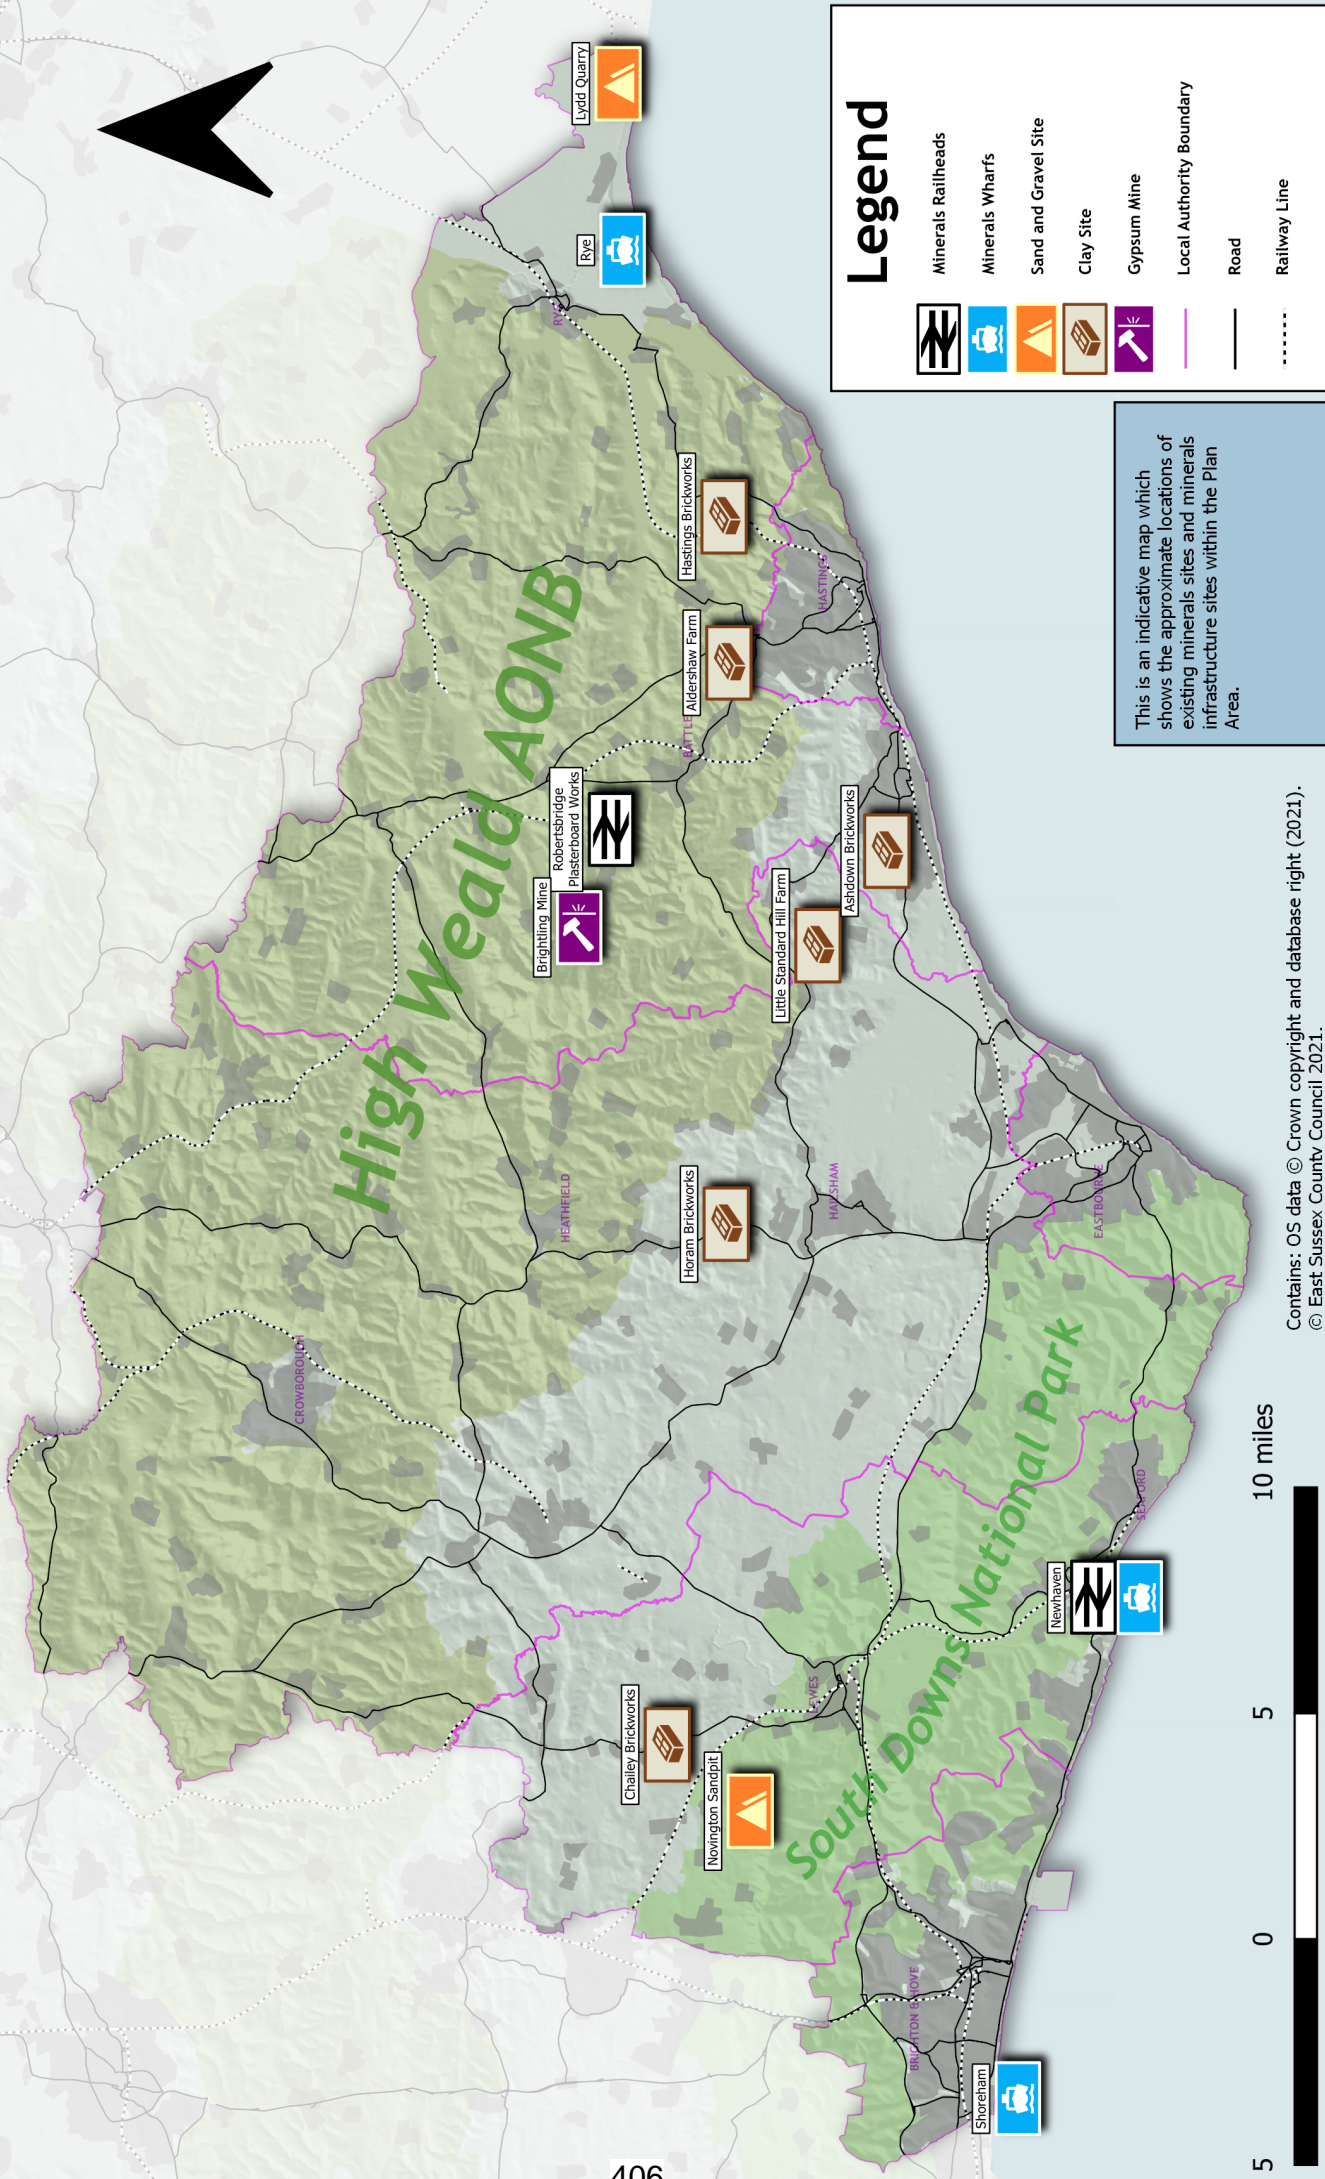 Lydd Quarry
Rye
RYE
Hastings Brickworks
HASTINGS
Aldershaw Farm
BATTLE
High Weald AONB
Robertsbridge
Plasterboard Works
Brightling Mine
Ashdown Brickworks
Little Standard Hill Farm
HEATHFIELD
Horam Brickworks
HAILSHAM
EASTBOURNE
CROWBOROUGH
South Downs National Park
SEAFORD
Newhaven
LEWES
Chailey Brickworks
Novington Sandpit
BRIGHTON & HOVE
Shoreham
Legend
Minerals Railheads
Minerals Wharfs
Sand and Gravel Site
Clay Site
Gypsum Mine
Local Authority Boundary
Road
Railway Line
This is an indicative map which
shows the approximate locations of
existing minerals sites and minerals
infrastructure sites within the Plan
Area.
Contains: OS data © Crown copyright and database right (2021).
© East Sussex County Council 2021.
5
0
5
10 miles
406